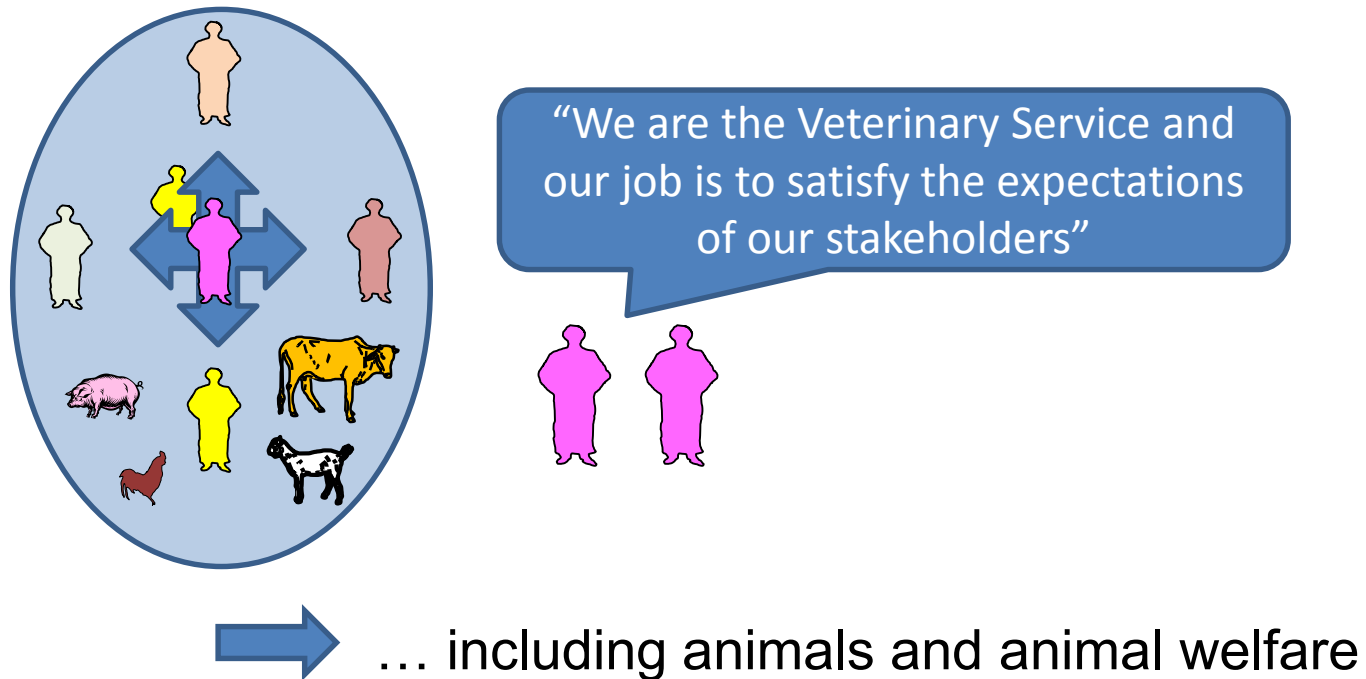 “We are the Veterinary Service and
our job is to satisfy the expectations
of our stakeholders”
… including animals and animal welfare